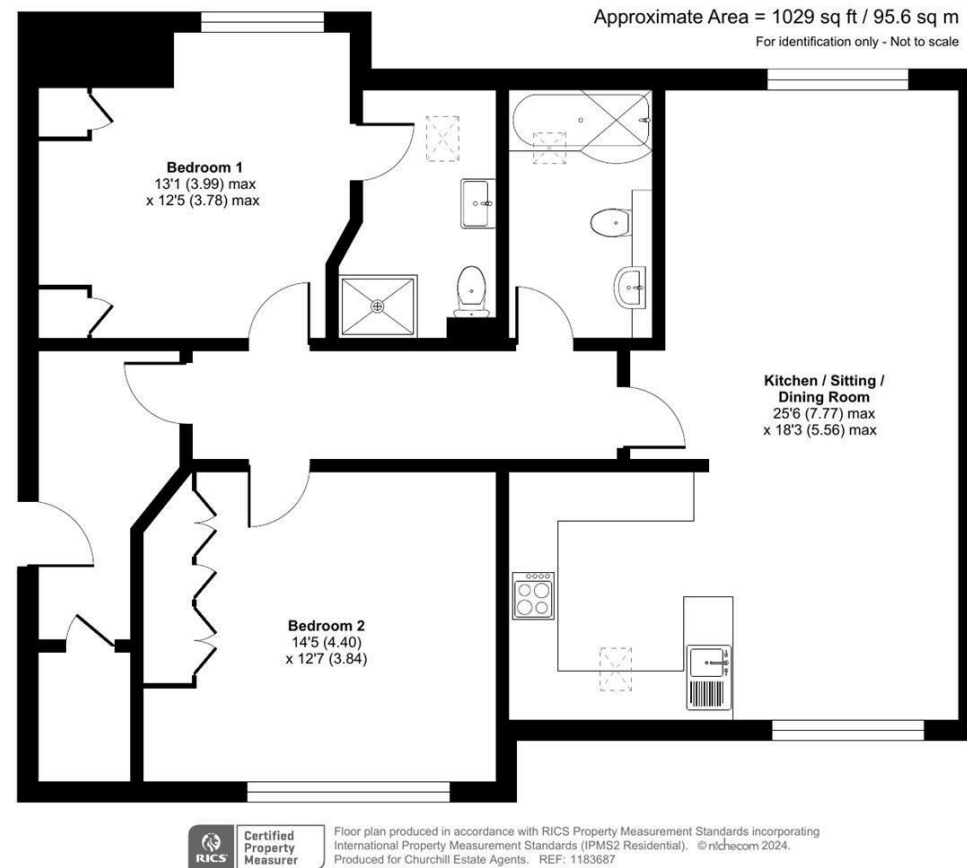 Approximate Area = 1029 sq ft / 95.6 sq m
For identification only - Not to scale
Bedroom 1
13'1 (3.99) max
x 12'5 (3.78) max
Kitchen / Sitting /
Dining Room
25'6 (7.77) max
x 18'3 (5.56) max
Bedroom 2
14'5 (4.40)
x 12'7 (3.84)
RICS
Certified
Property
Measurer
Floor plan produced in accordance with RICS Property Measurement Standards incorporating
International Property Measurement Standards (IPMS2 Residential). © nichecom 2024.
Produced for Churchill Estate Agents. REF: 1183687